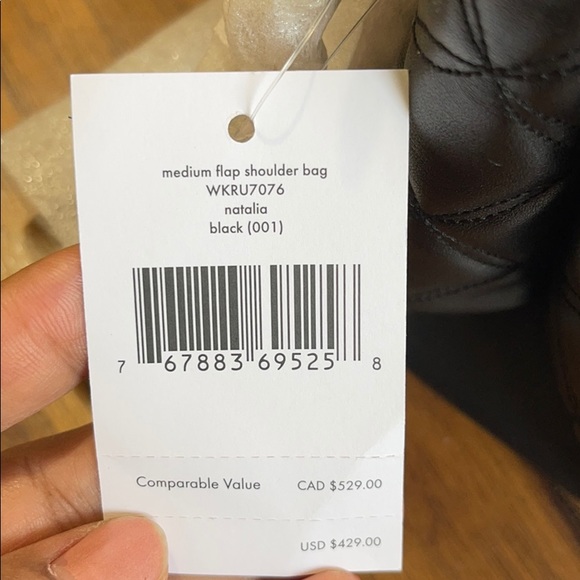 medium flap shoulder bag
WKRU7076
natalia
black (001)
7 67883 69525 8
Comparable Value CAD $529.00
USD $429.00